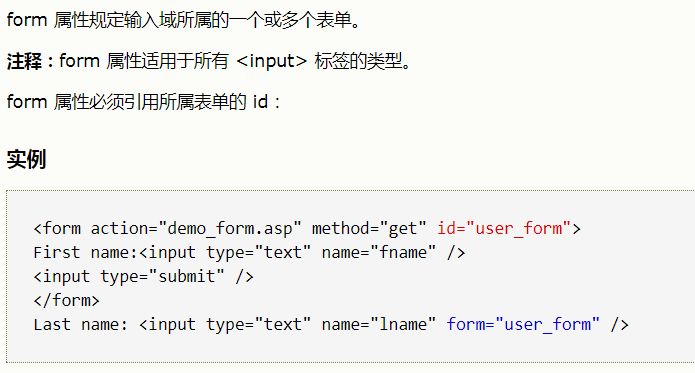 form 属性规定输入域所属的一个或多个表单。
注释：form 属性适用于所有 <input> 标签的类型。
form 属性必须引用所属表单的 id：
实例
<form action="demo_form.asp" method="get" id="user_form">
First name:<input type="text" name="fname" />
<input type="submit" />
</form>
Last name: <input type="text" name="lname" form="user_form" />